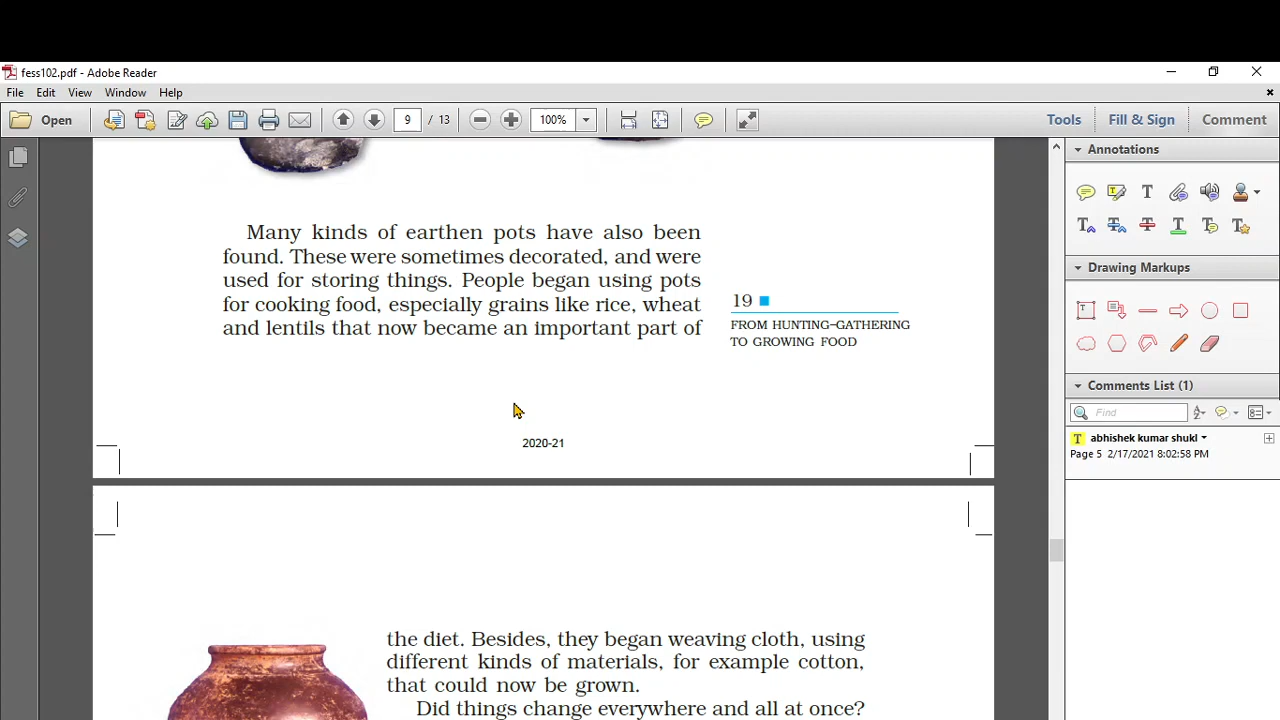 fess102.pdf - Adobe Reader
File Edit View Window Help
Open 9 / 13 100% Tools Fill & Sign Comment
Annotations
Drawing Markups
Comments List (1)
Find
abhishek kumar shukl
Page 5 2/17/2021 8:02:58 PM
Many kinds of earthen pots have also been
found. These were sometimes decorated, and were
used for storing things. People began using pots
for cooking food, especially grains like rice, wheat
and lentils that now became an important part of
19
FROM HUNTING–GATHERING
TO GROWING FOOD
2020-21
the diet. Besides, they began weaving cloth, using
different kinds of materials, for example cotton,
that could now be grown.
Did things change everywhere and all at once?